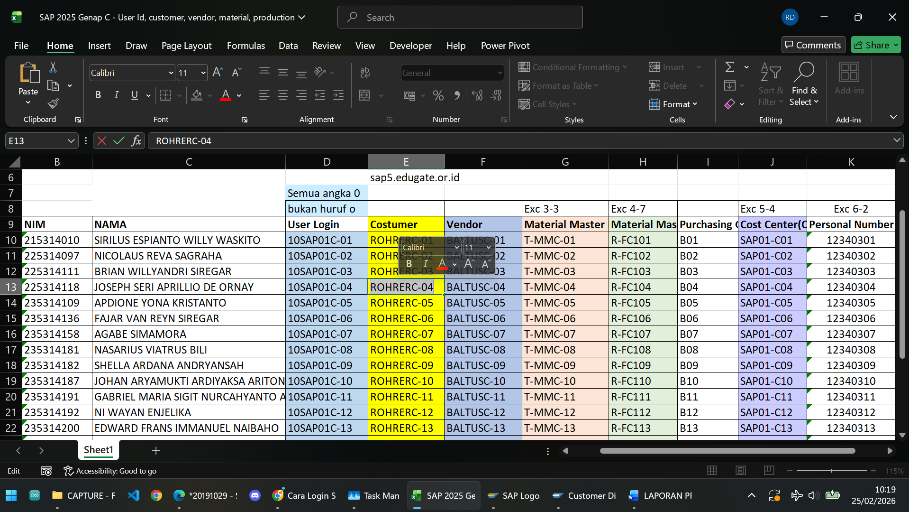 SAP 2025 Genap C - User Id, customer, vendor, material, production
Search
RD
File Home Insert Draw Page Layout Formulas Data Review View Developer Help Power Pivot
Comments Share
Paste
Calibri 11
B I U
General
Conditional Formatting
Format as Table
Cell Styles
Insert
Delete
Format
Sort & Filter
Find & Select
Add-ins
Clipboard Font Alignment Number Styles Cells Editing Add-ins
E13 fx ROHRERC-04
B C D E F G H I J K
6 sap5.edugate.or.id
7 Semua angka 0
8 bukan huruf o Exc 3-3 Exc 4-7 Exc 5-4 Exc 6-2
9 NIM NAMA User Login Costumer Vendor Material Master Material Mas Purchasing Cost Center(C Personal Number
10 215314010 SIRILUS ESPIANTO WILLY WASKITO 10SAP01C-01 ROHRERC-01 BALTUSC-01 T-MMC-01 R-FC101 B01 SAP01-C01 12340301
Calibri 11
11 225314097 NICOLAUS REVA SAGRAHA 10SAP01C-02 T-MMC-02 R-FC102 B02 SAP01-C02 12340302
B I A A A
12 225314111 BRIAN WILLYANDRI SIREGAR 10SAP01C-03 T-MMC-03 R-FC103 B03 SAP01-C03 12340303
13 225314118 JOSEPH SERI APRILLIO DE ORNAY 10SAP01C-04 ROHRERC-04 BALTUSC-04 T-MMC-04 R-FC104 B04 SAP01-C04 12340304
14 235314109 APDIONE YONA KRISTANTO 10SAP01C-05 ROHRERC-05 BALTUSC-05 T-MMC-05 R-FC105 B05 SAP01-C05 12340305
15 235314136 FAJAR VAN REYN SIREGAR 10SAP01C-06 ROHRERC-06 BALTUSC-06 T-MMC-06 R-FC106 B06 SAP01-C06 12340306
16 235314158 AGABE SIMAMORA 10SAP01C-07 ROHRERC-07 BALTUSC-07 T-MMC-07 R-FC107 B07 SAP01-C07 12340307
17 235314181 NASARIUS VIATRUS BILI 10SAP01C-08 ROHRERC-08 BALTUSC-08 T-MMC-08 R-FC108 B08 SAP01-C08 12340308
18 235314182 SHELLA ARDANA ANDRYANSAH 10SAP01C-09 ROHRERC-09 BALTUSC-09 T-MMC-09 R-FC109 B09 SAP01-C09 12340309
19 235314187 JOHAN ARYAMUKTI ARDIYAKSA ARITON 10SAP01C-10 ROHRERC-10 BALTUSC-10 T-MMC-10 R-FC110 B10 SAP01-C10 12340310
20 235314191 GABRIEL MARIA SIGIT NURCAHYANTO A 10SAP01C-11 ROHRERC-11 BALTUSC-11 T-MMC-11 R-FC111 B11 SAP01-C11 12340311
21 235314192 NI WAYAN ENJELIKA 10SAP01C-12 ROHRERC-12 BALTUSC-12 T-MMC-12 R-FC112 B12 SAP01-C12 12340312
22 235314200 EDWARD FRANS IMMANUEL NAIBAHO 10SAP01C-13 ROHRERC-13 BALTUSC-13 T-MMC-13 R-FC113 B13 SAP01-C13 12340313
Sheet1
Edit Accessibility: Good to go 115%
CAPTURE - F *20191029 - S Cara Login S Task Man SAP 2025 Ge SAP Logo Customer Di LAPORAN PR
10:19
25/02/2026